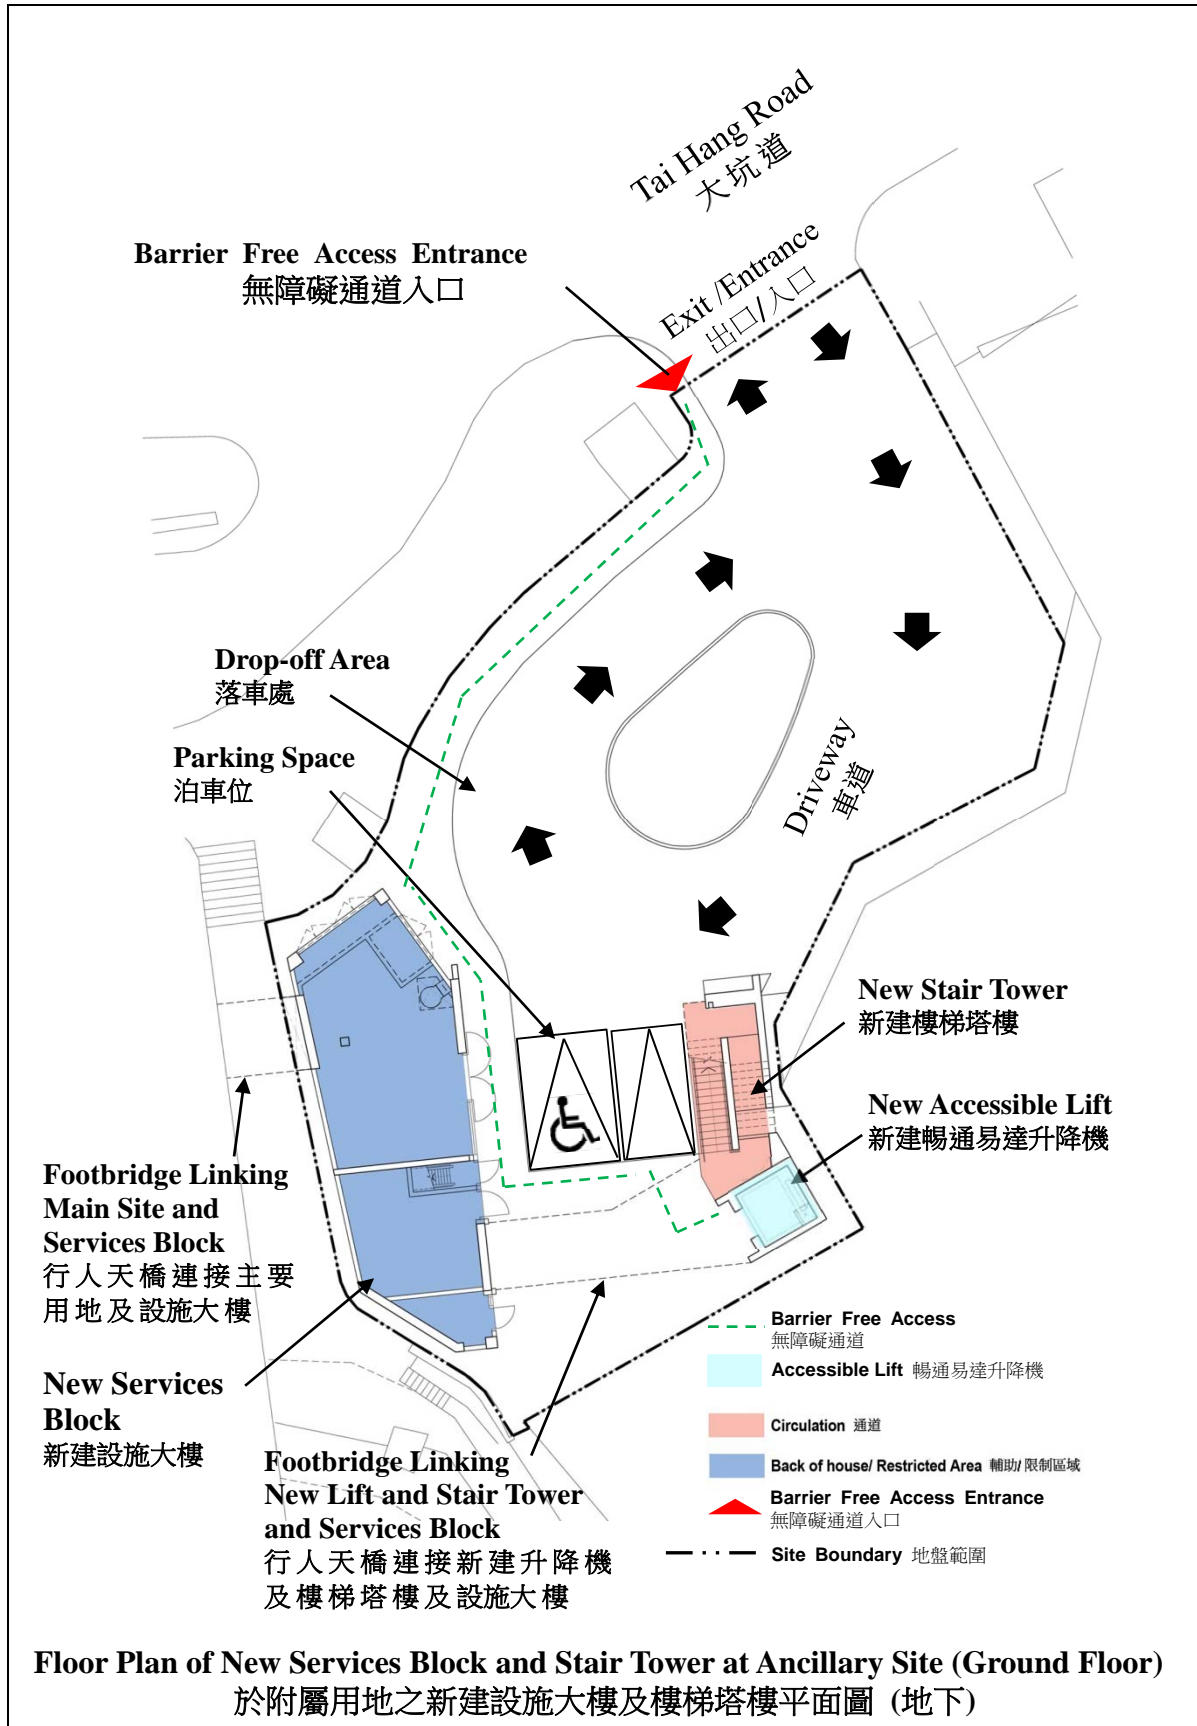 Tai Hang Road
大坑道
Barrier Free Access Entrance
無障礙通道入口
Exit /Entrance
出口/入口
Drop-off Area
落車處
Parking Space
泊車位
Driveway
車道
New Stair Tower
新建樓梯塔樓
New Accessible Lift
新建暢通易達升降機
Footbridge Linking
Main Site and
Services Block
行人天橋連接主要
用地及設施大樓
New Services
Block
新建設施大樓
Footbridge Linking
New Lift and Stair Tower
and Services Block
行人天橋連接新建升降機
及樓梯塔樓及設施大樓
Barrier Free Access
無障礙通道
Accessible Lift 暢通易達升降機
Circulation 通道
Back of house/ Restricted Area 輔助/ 限制區域
Barrier Free Access Entrance
無障礙通道入口
Site Boundary 地盤範圍
Floor Plan of New Services Block and Stair Tower at Ancillary Site (Ground Floor)
於附屬用地之新建設施大樓及樓梯塔樓平面圖 (地下)